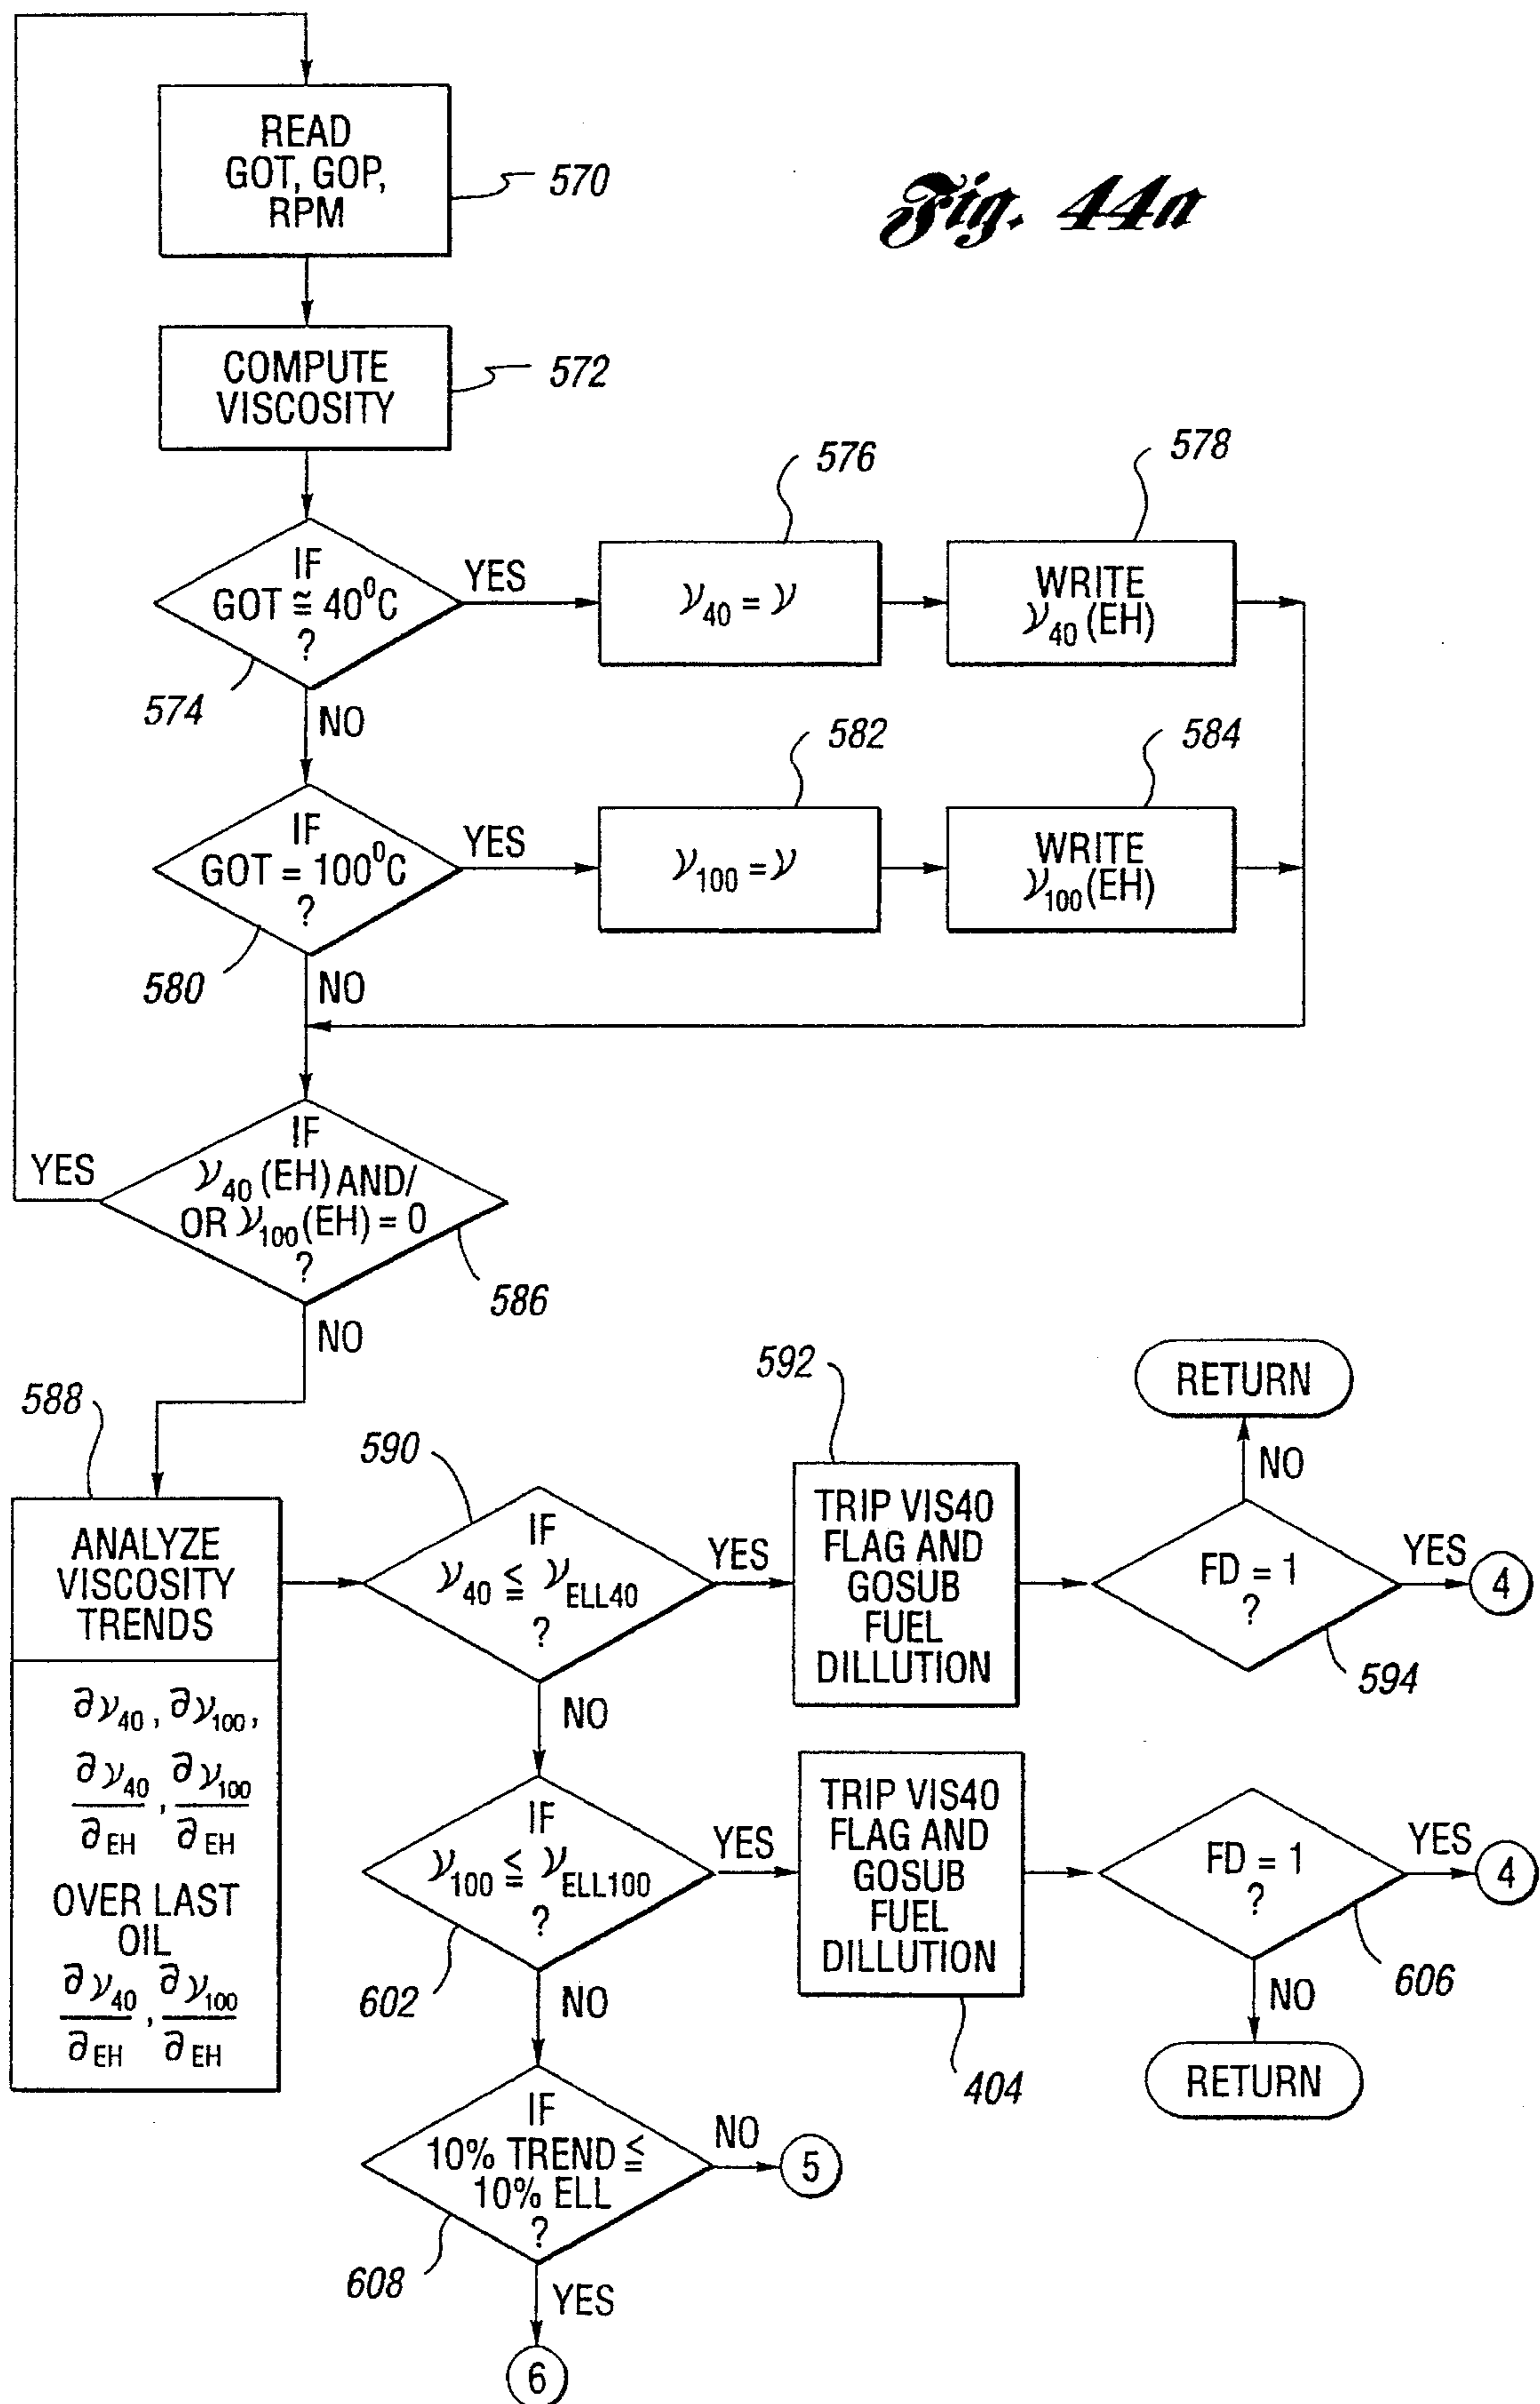 Fig. 44a
READ
GOT, GOP,
RPM
570
COMPUTE
VISCOSITY
572
IF
GOT ≅ 40⁰C
?
574
YES
NO
576
ν₄₀ = ν
578
WRITE
ν₄₀ (EH)
IF
GOT = 100⁰C
?
580
YES
NO
582
ν₁₀₀ = ν
584
WRITE
ν₁₀₀ (EH)
IF
ν₄₀ (EH) AND/
OR ν₁₀₀ (EH) = 0
?
586
YES
NO
588
ANALYZE
VISCOSITY
TRENDS
∂ν₄₀, ∂ν₁₀₀,
∂ν₄₀ , ∂ν₁₀₀
∂EH ∂EH
OVER LAST
OIL
∂ν₄₀ , ∂ν₁₀₀
∂EH ∂EH
590
IF
ν₄₀ ≦ νELL40
?
YES
NO
592
TRIP VIS40
FLAG AND
GOSUB
FUEL
DILLUTION
FD = 1
?
594
NO
RETURN
YES
4
IF
ν₁₀₀ ≦ νELL100
?
602
YES
NO
TRIP VIS40
FLAG AND
GOSUB
FUEL
DILLUTION
404
FD = 1
?
606
YES
4
NO
RETURN
IF
10% TREND ≦
10% ELL
?
608
NO
5
YES
6